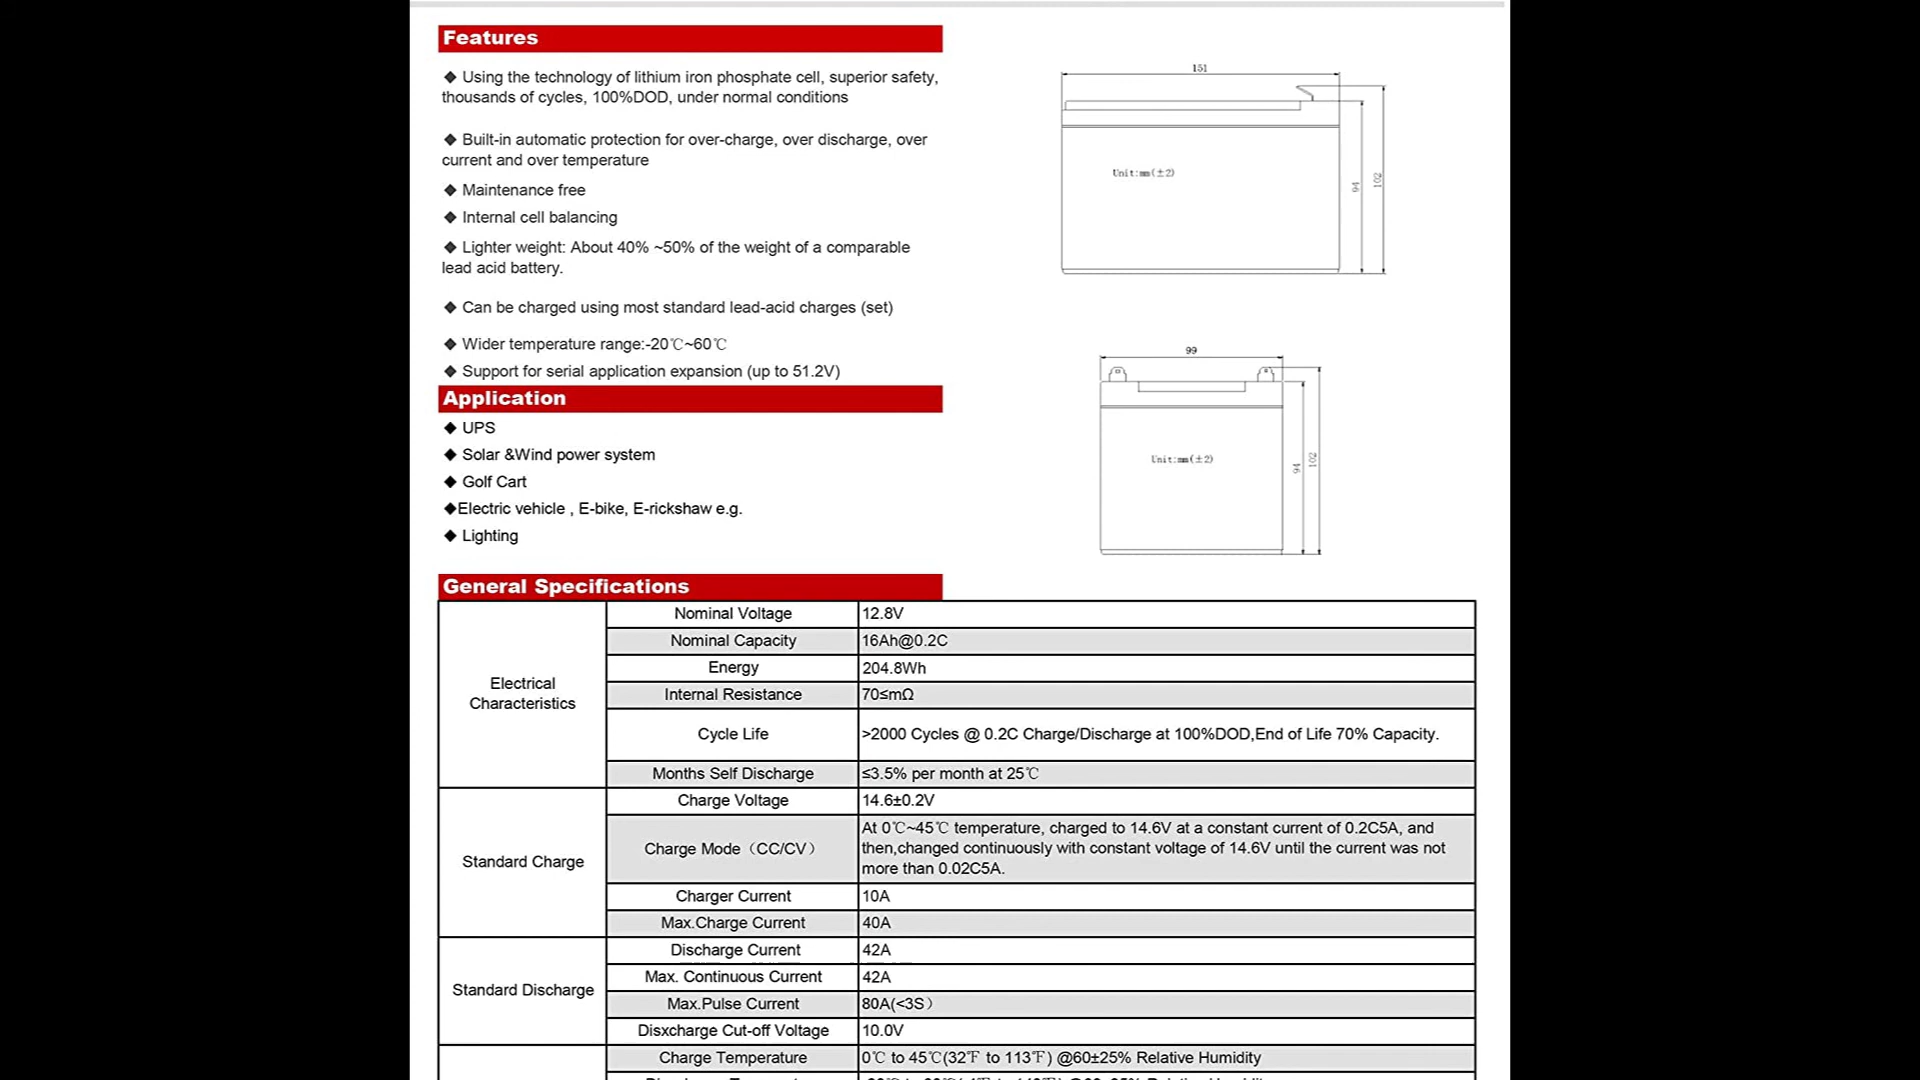 Features
◆ Using the technology of lithium iron phosphate cell, superior safety,
thousands of cycles, 100%DOD, under normal conditions
◆ Built-in automatic protection for over-charge, over discharge, over
current and over temperature
◆ Maintenance free
◆ Internal cell balancing
◆ Lighter weight: About 40% ~50% of the weight of a comparable
lead acid battery.
◆ Can be charged using most standard lead-acid charges (set)
◆ Wider temperature range:-20℃~60℃
◆ Support for serial application expansion (up to 51.2V)
151
Unit:mm(±2)
94
102
99
Unit:mm(±2)
94
102
Application
◆ UPS
◆ Solar &Wind power system
◆ Golf Cart
◆Electric vehicle , E-bike, E-rickshaw e.g.
◆ Lighting
General Specifications
Electrical
Characteristics
Nominal Voltage 12.8V
Nominal Capacity 16Ah@0.2C
Energy 204.8Wh
Internal Resistance 70≤mΩ
Cycle Life >2000 Cycles @ 0.2C Charge/Discharge at 100%DOD,End of Life 70% Capacity.
Months Self Discharge ≤3.5% per month at 25℃
Standard Charge
Charge Voltage 14.6±0.2V
Charge Mode（CC/CV）
At 0℃~45℃ temperature, charged to 14.6V at a constant current of 0.2C5A, and
then,changed continuously with constant voltage of 14.6V until the current was not
more than 0.02C5A.
Charger Current 10A
Max.Charge Current 40A
Standard Discharge
Discharge Current 42A
Max. Continuous Current 42A
Max.Pulse Current 80A(<3S）
Disxcharge Cut-off Voltage 10.0V
Charge Temperature 0℃ to 45℃(32℉ to 113℉) @60±25% Relative Humidity